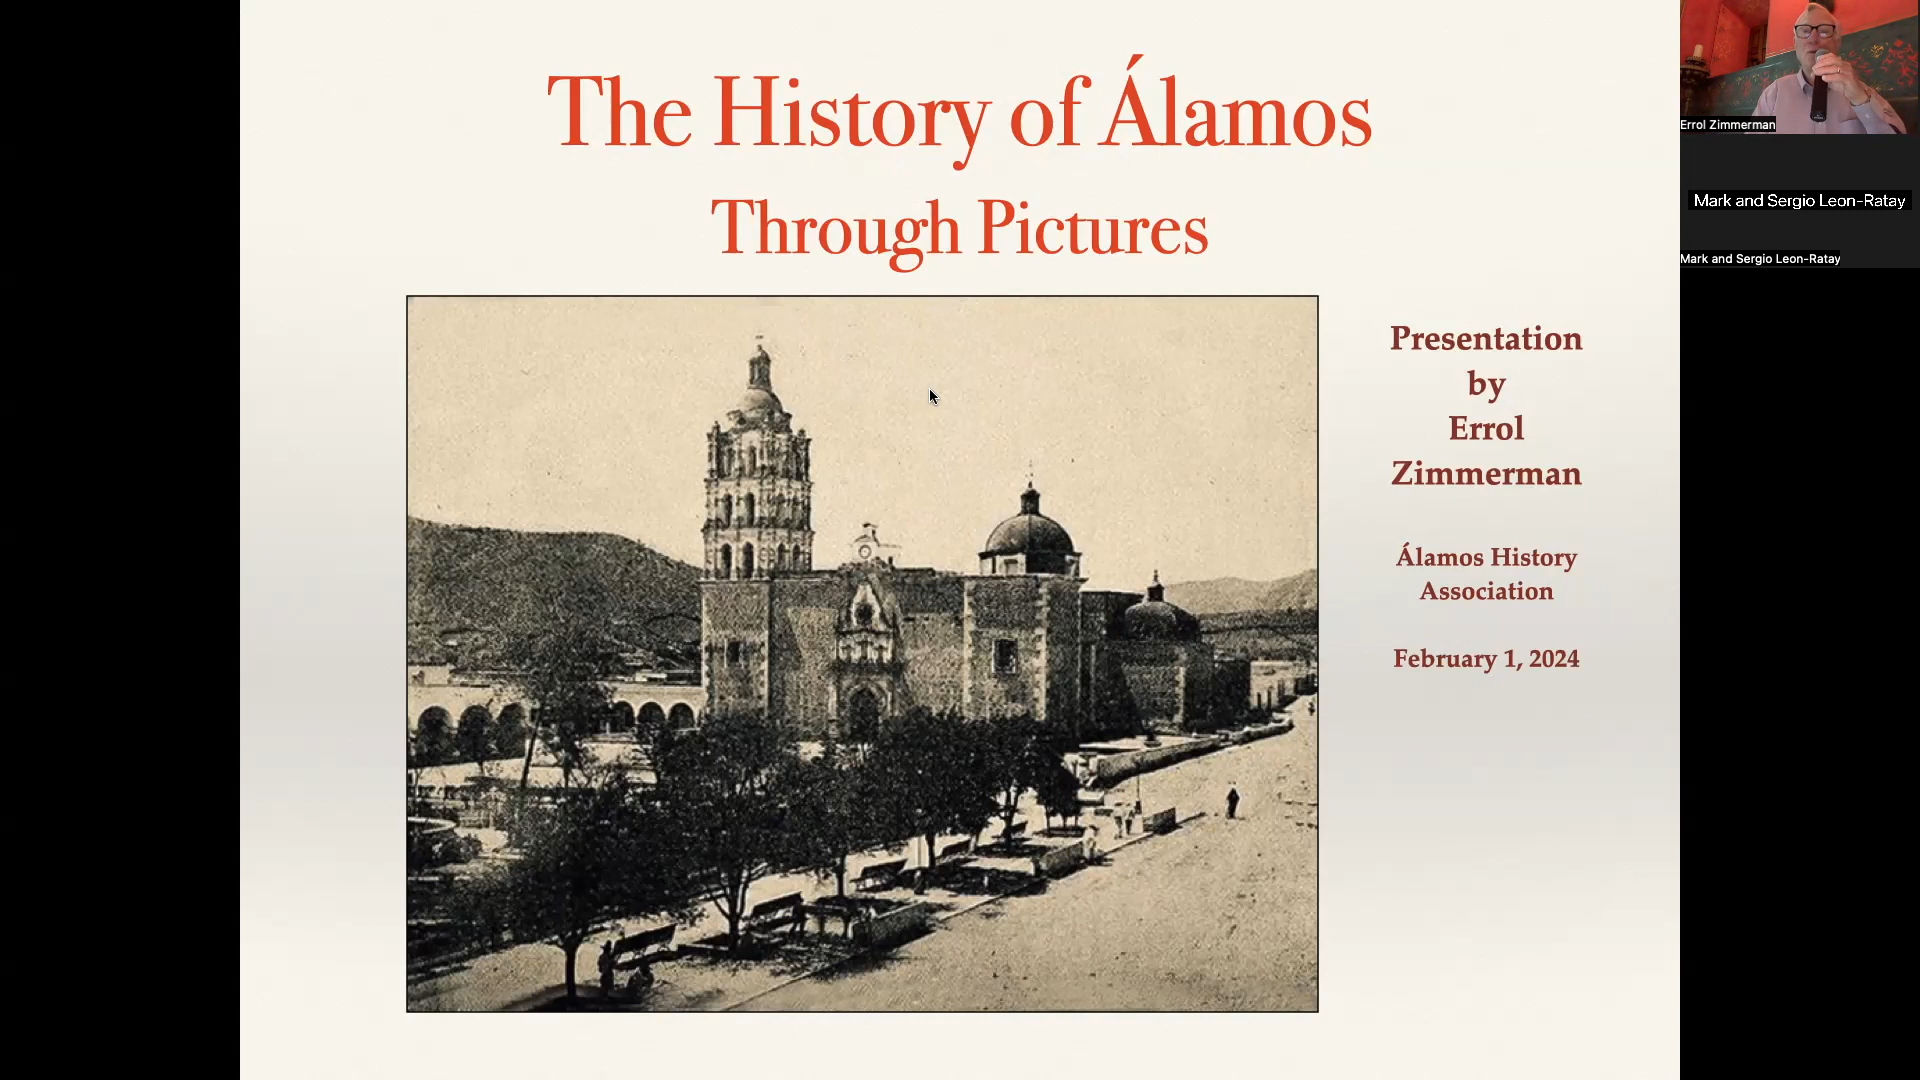 The History of Álamos
Through Pictures
Presentation
by
Errol
Zimmerman
Álamos History
Association
February 1, 2024
Errol Zimmerman
Mark and Sergio Leon-Ratay
Mark and Sergio Leon-Ratay